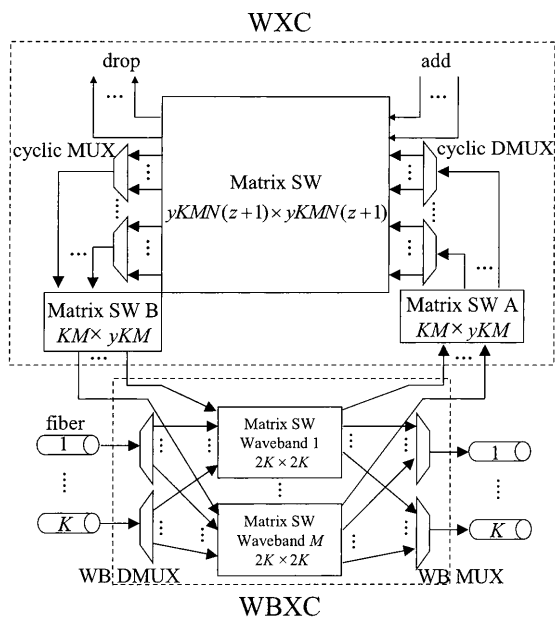 WXC
drop
add
...
...
cyclic MUX
cyclic DMUX
Matrix SW
yKMN(z+1)×yKMN(z+1)
...
...
Matrix SW B
KM× yKM
Matrix SW A
KM× yKM
...
...
fiber
1
K
Matrix SW
Waveband 1
2K × 2K
...
Matrix SW
Waveband M
2K × 2K
1
K
WB DMUX
WB MUX
WBXC